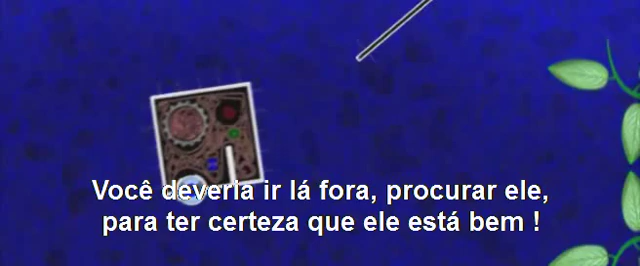 Você deveria ir lá fora, procurar ele,
para ter certeza que ele está bem !